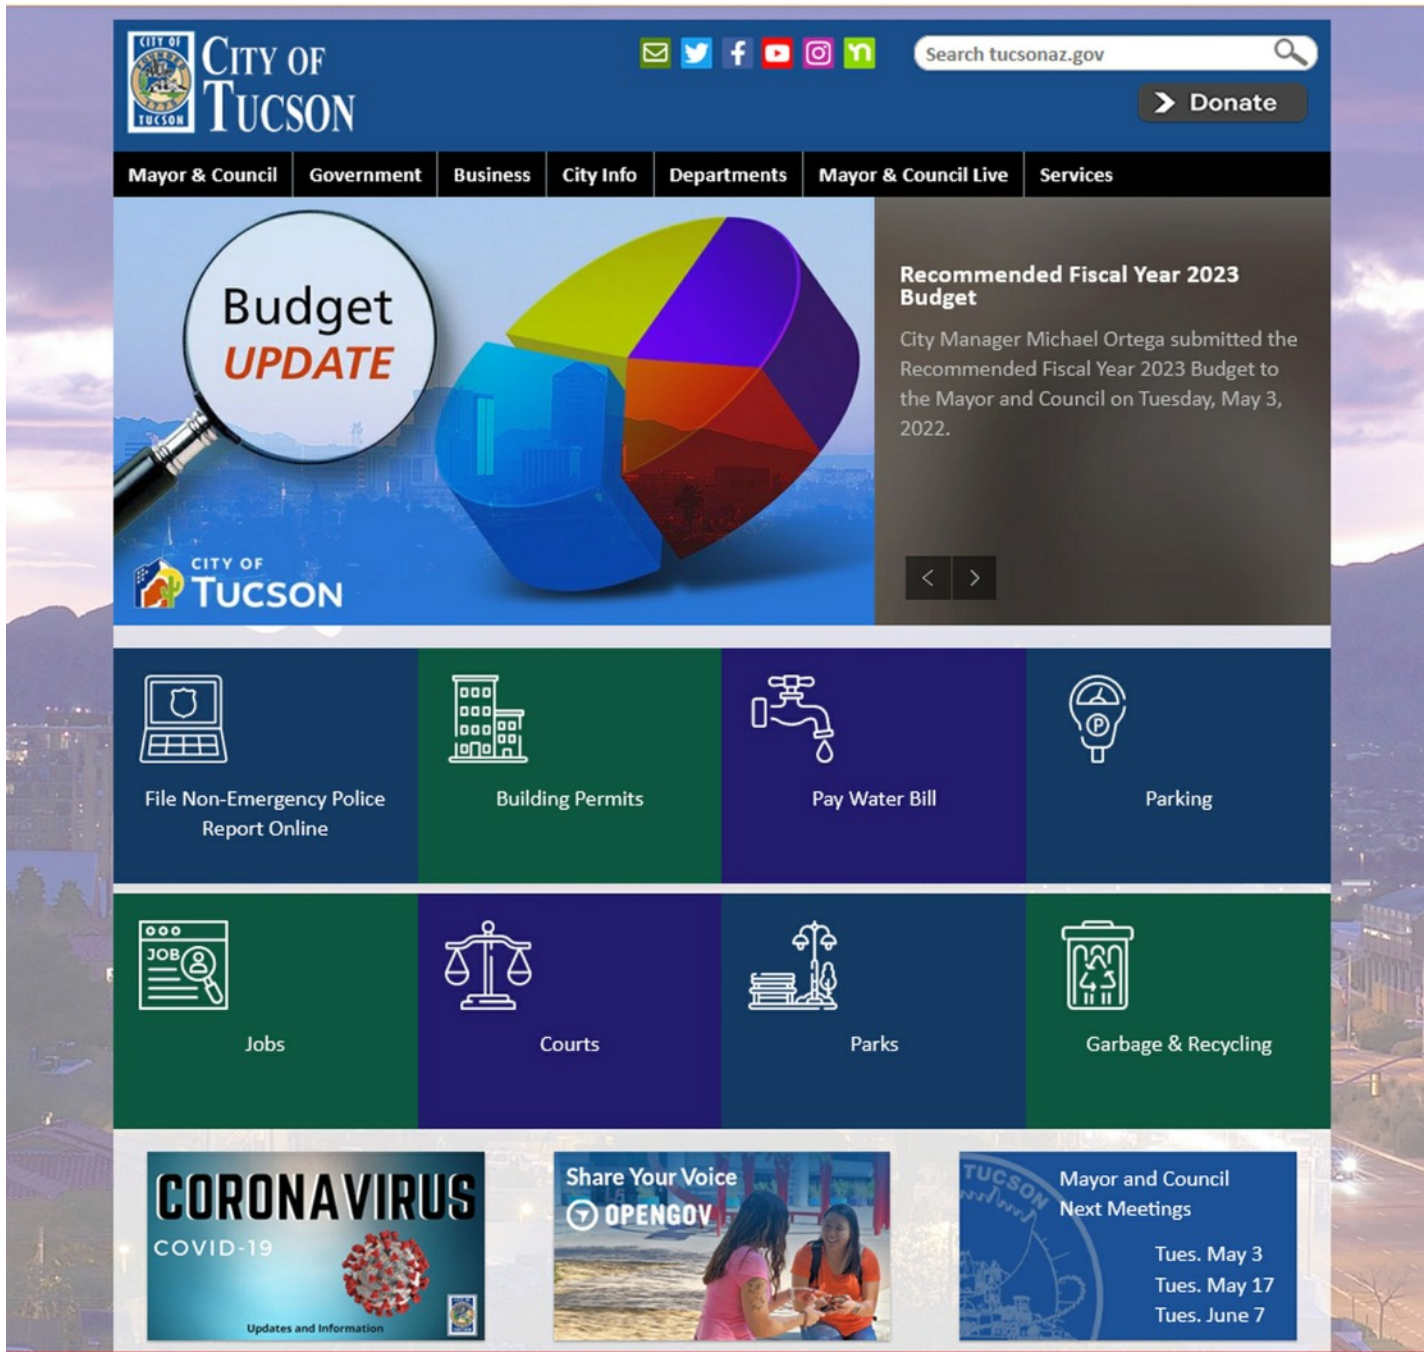 CITY OF
TUCSON
CITY OF
TUCSON
Search tucsonaz.gov
Donate
Mayor & Council
Government
Business
City Info
Departments
Mayor & Council Live
Services
Budget
UPDATE
CITY OF
TUCSON
Recommended Fiscal Year 2023
Budget
City Manager Michael Ortega submitted the
Recommended Fiscal Year 2023 Budget to
the Mayor and Council on Tuesday, May 3,
2022.
File Non-Emergency Police
Report Online
Building Permits
P
Pay Water Bill
Parking
JOB
Jobs
Courts
Parks
Garbage & Recycling
CORONAVIRUS
COVID-19
Updates and Information
Share Your Voice
OPENGOV
TUCSON
Mayor and Council
Next Meetings
Tues. May 3
Tues. May 17
Tues. June 7